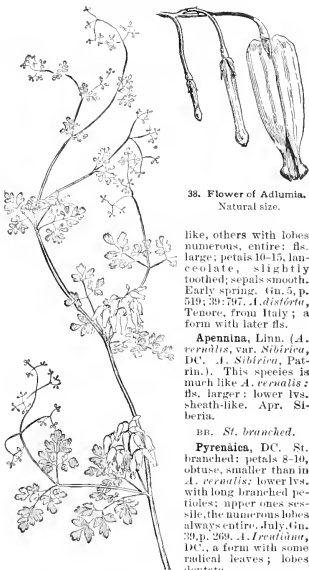 38. Flower of Adlumia.
Natural size.
like, others with lobes
numerous, entire: fls.
large; petals 10-15, lan-
ceolate, slightly
toothed; sepals smooth.
Early spring. Gn. 5, p.
519; 39:797. A. distórta,
Tenore, from Italy; a
form with later fls.
Apennìna, Linn. (A.
vernàlis, var. Sibírica,
DC. A. Sibírica, Pat-
rin.). This species is
much like A. vernalis:
fls. larger: lower lvs.
sheath-like. Apr. Si-
beria.
BB. St. branched.
Pyrenàica, DC. St.
branched: petals 8-10,
obtuse, smaller than in
A. vernalis: lower lvs.
with long branched pe-
tioles; upper ones ses-
sile, the numerous lobes
always entire. July. Gn.
39, p. 269. A.
DC., a form with some
radical leaves; lobes
dentate.